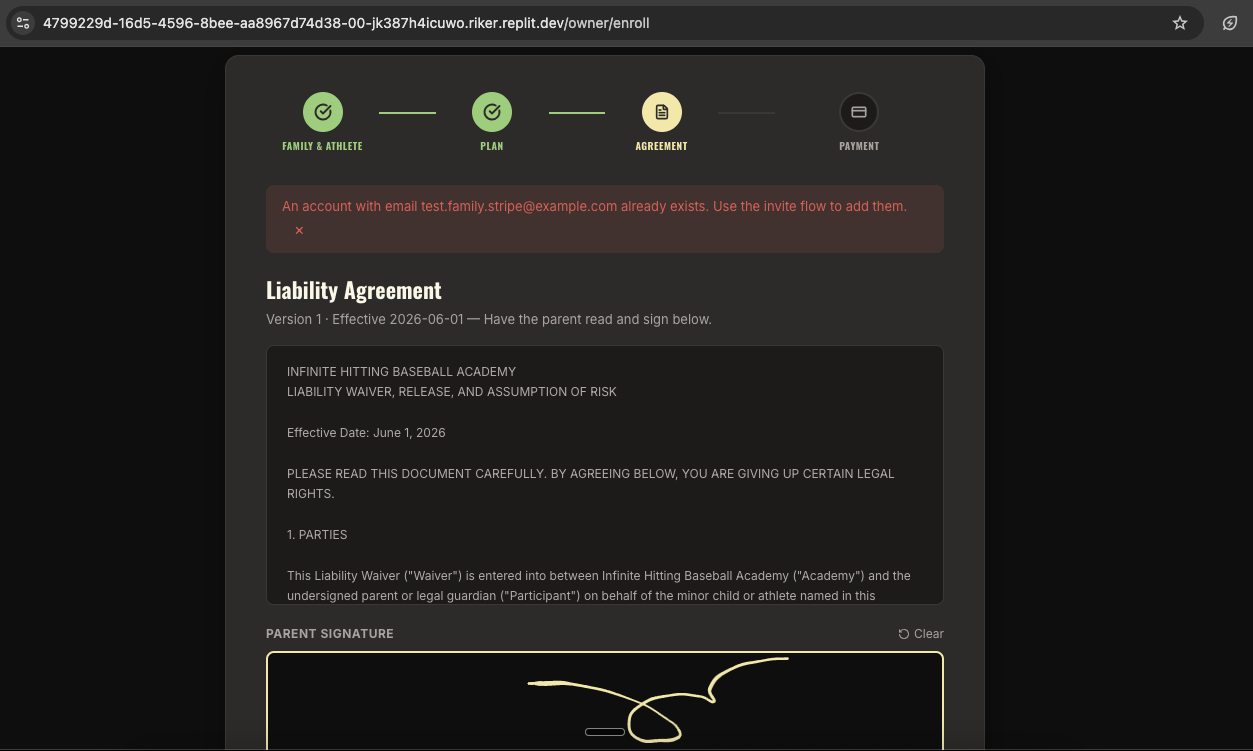 4799229d-16d5-4596-8bee-aa8967d74d38-00-jk387h4icuwo.riker.replit.dev/owner/enroll
FAMILY & ATHLETE
PLAN
AGREEMENT
PAYMENT
An account with email test.family.stripe@example.com already exists. Use the invite flow to add them.
×
Liability Agreement
Version 1 · Effective 2026-06-01 — Have the parent read and sign below.
INFINITE HITTING BASEBALL ACADEMY
LIABILITY WAIVER, RELEASE, AND ASSUMPTION OF RISK
Effective Date: June 1, 2026
PLEASE READ THIS DOCUMENT CAREFULLY. BY AGREEING BELOW, YOU ARE GIVING UP CERTAIN LEGAL
RIGHTS.
1. PARTIES
This Liability Waiver ("Waiver") is entered into between Infinite Hitting Baseball Academy ("Academy") and the
undersigned parent or legal guardian ("Participant") on behalf of the minor child or athlete named in this
PARENT SIGNATURE
Clear